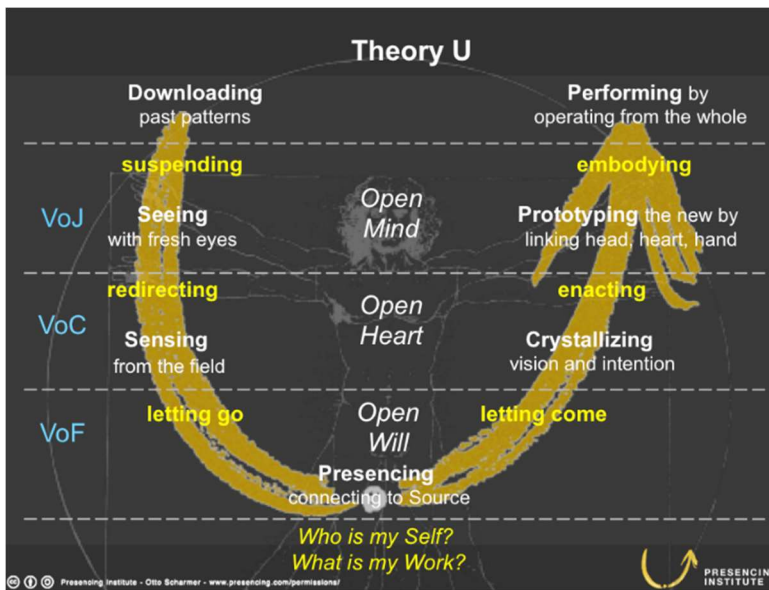 Theory U
Downloading
past patterns
Performing by
operating from the whole
suspending
embodying
VoJ
Open
Mind
Seeing
with fresh eyes
Prototyping the new by
linking head, heart, hand
redirecting
enacting
VoC
Open
Heart
Sensing
from the field
Crystallizing
vision and intention
letting go
letting come
VoF
Open
Will
Presencing
connecting to Source
Who is my Self?
What is my Work?
cc
Presencing Institute - Otto Scharmer - www.presencing.com/permissions/
PRESENCIN
INSTITUTE